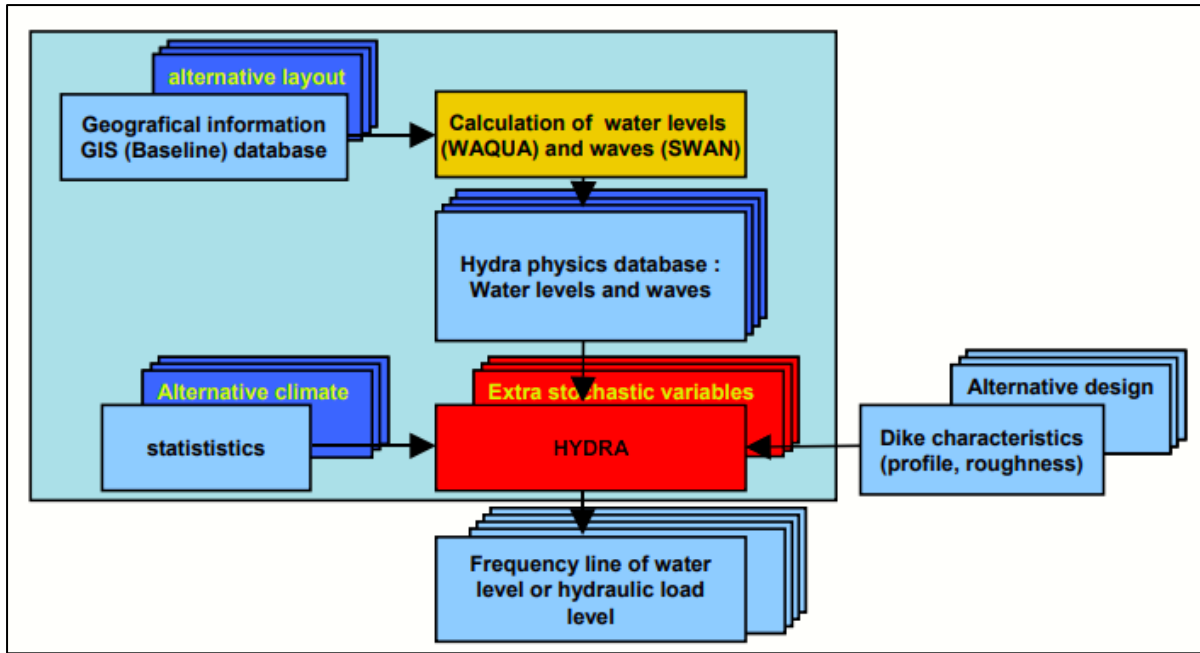 alternative layout
Geografical information
GIS (Baseline) database
Calculation of water levels
(WAQUA) and waves (SWAN)
Hydra physics database :
Water levels and waves
Alternative climate
statististics
Extra stochastic variables
HYDRA
Alternative design
Dike characteristics
(profile, roughness)
Frequency line of water
level or hydraulic load
level